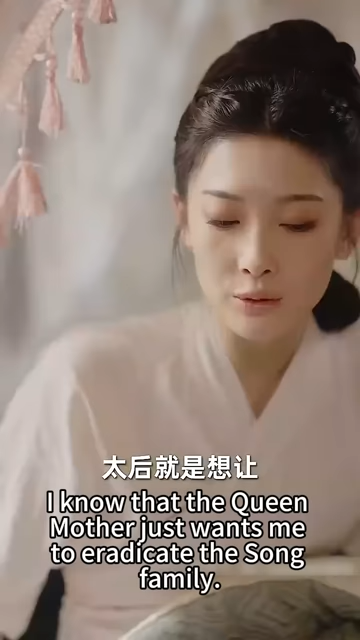 太后就是想让
I know that the Queen
Mother just wants me
to eradicate the Song
family.